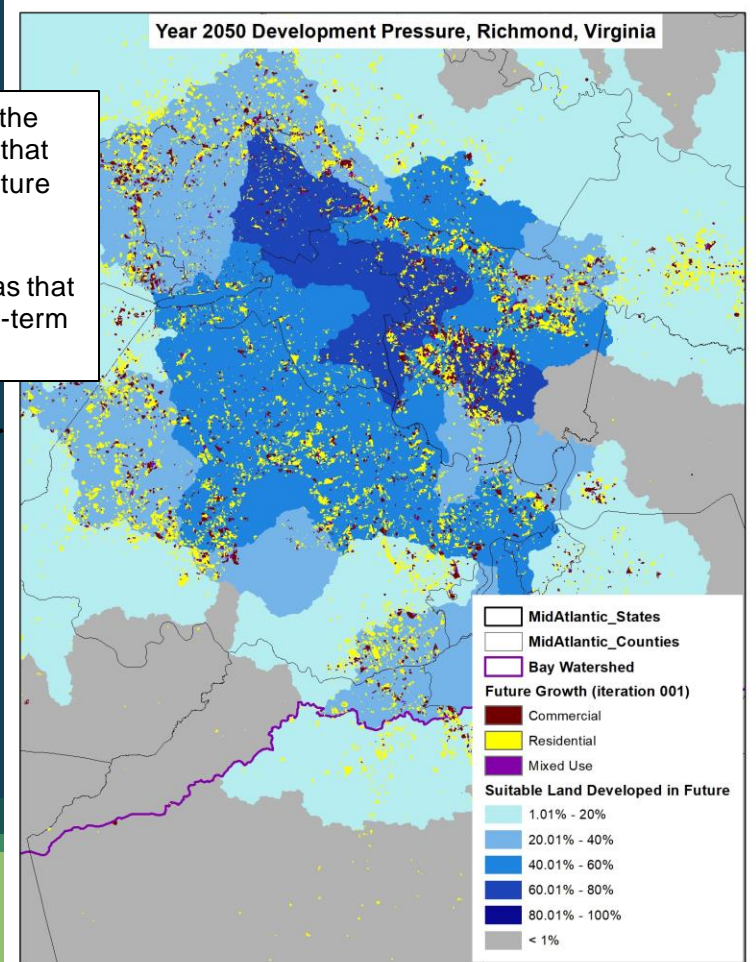 Year 2050 Development Pressure, Richmond, Virginia
the
that
ture
as that
-term
MidAtlantic_States
MidAtlantic_Counties
Bay Watershed
Future Growth (iteration 001)
Commercial
Residential
Mixed Use
Suitable Land Developed in Future
1.01% - 20%
20.01% - 40%
40.01% - 60%
60.01% - 80%
80.01% - 100%
< 1%